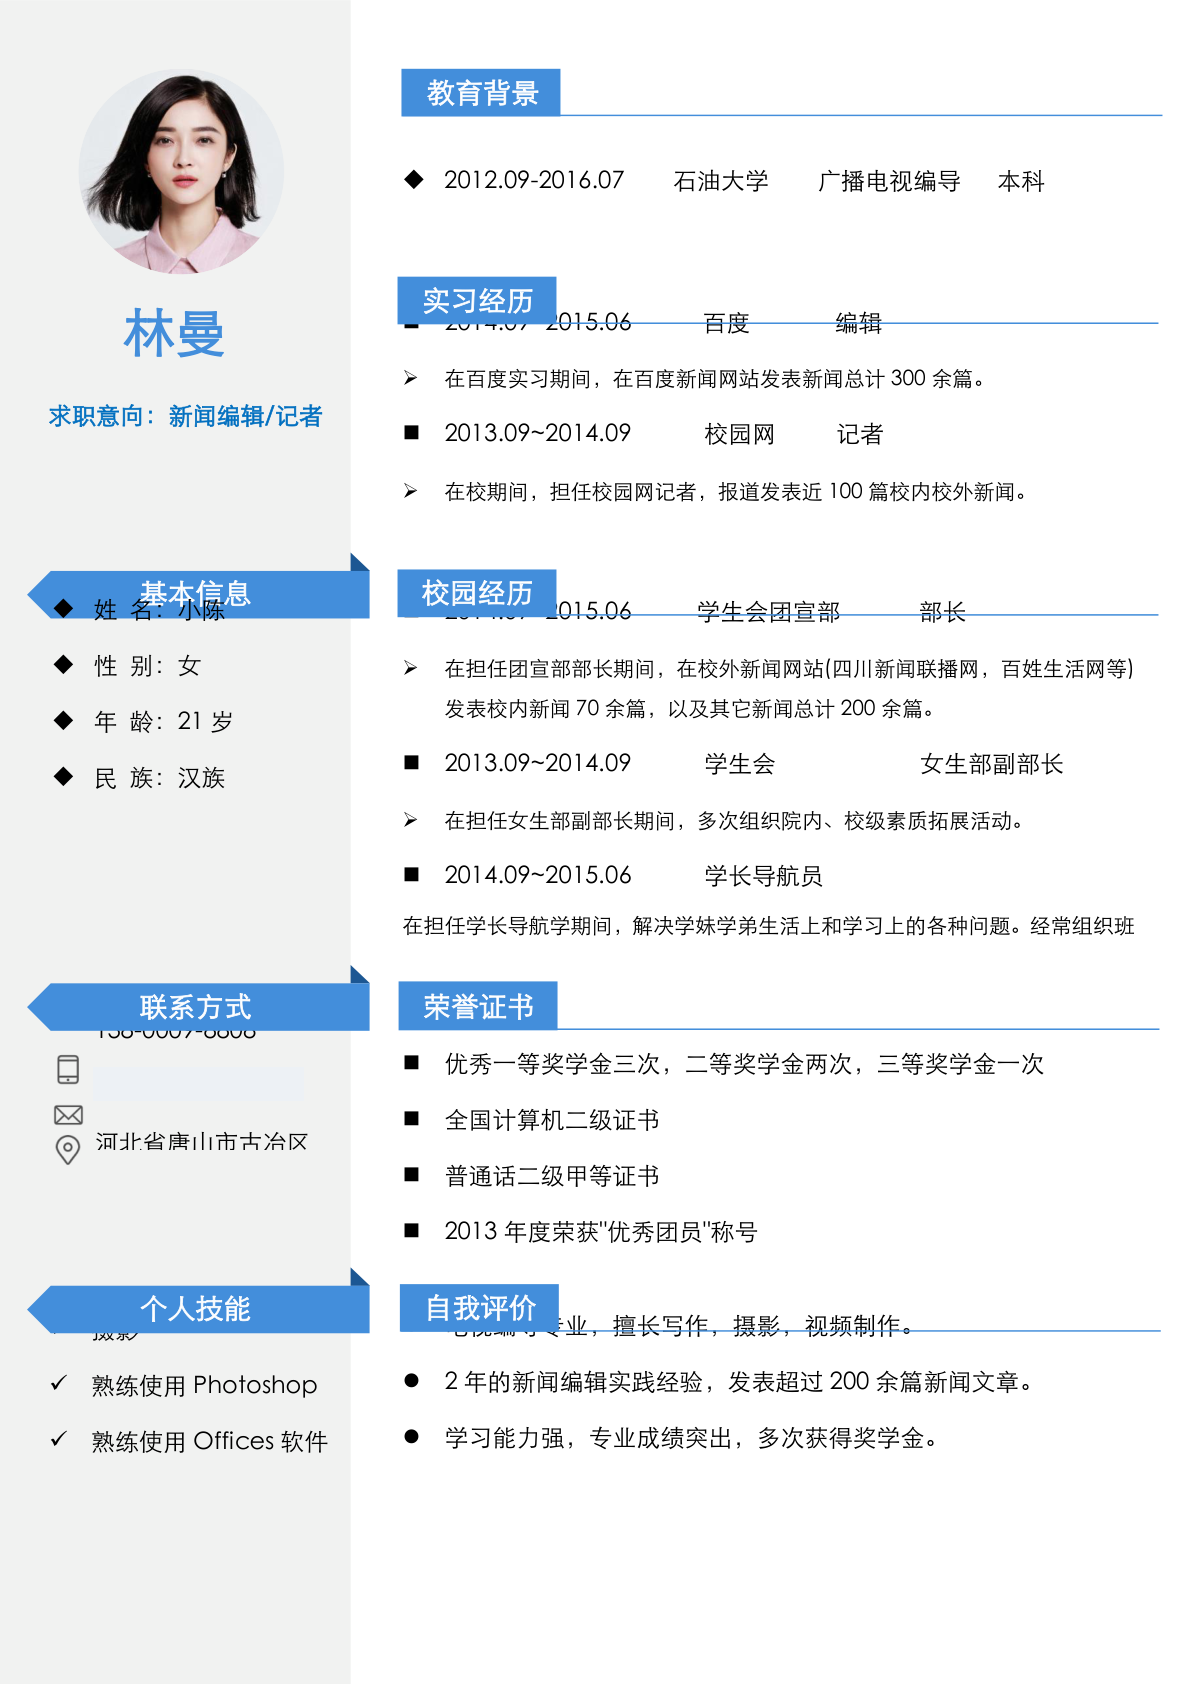 林曼
求职意向：新闻编辑/记者
基本信息
姓 名：小陈
性 别：女
年 龄：21 岁
民 族：汉族
联系方式
河北省唐山市古冶区
个人技能
摄影
熟练使用 Photoshop
熟练使用 Offices 软件
教育背景
2012.09-2016.07 石油大学 广播电视编导 本科
实习经历
2014.09~2015.06 百度 编辑
在百度实习期间，在百度新闻网站发表新闻总计 300 余篇。
2013.09~2014.09 校园网 记者
在校期间，担任校园网记者，报道发表近 100 篇校内校外新闻。
校园经历
2014.09~2015.06 学生会团宣部 部长
在担任团宣部部长期间，在校外新闻网站(四川新闻联播网，百姓生活网等)
发表校内新闻 70 余篇，以及其它新闻总计 200 余篇。
2013.09~2014.09 学生会 女生部副部长
在担任女生部副部长期间，多次组织院内、校级素质拓展活动。
2014.09~2015.06 学长导航员
在担任学长导航学期间，解决学妹学弟生活上和学习上的各种问题。经常组织班
荣誉证书
优秀一等奖学金三次，二等奖学金两次，三等奖学金一次
全国计算机二级证书
普通话二级甲等证书
2013 年度荣获"优秀团员"称号
自我评价
电视编导专业，擅长写作，摄影，视频制作。
2 年的新闻编辑实践经验，发表超过 200 余篇新闻文章。
学习能力强，专业成绩突出，多次获得奖学金。